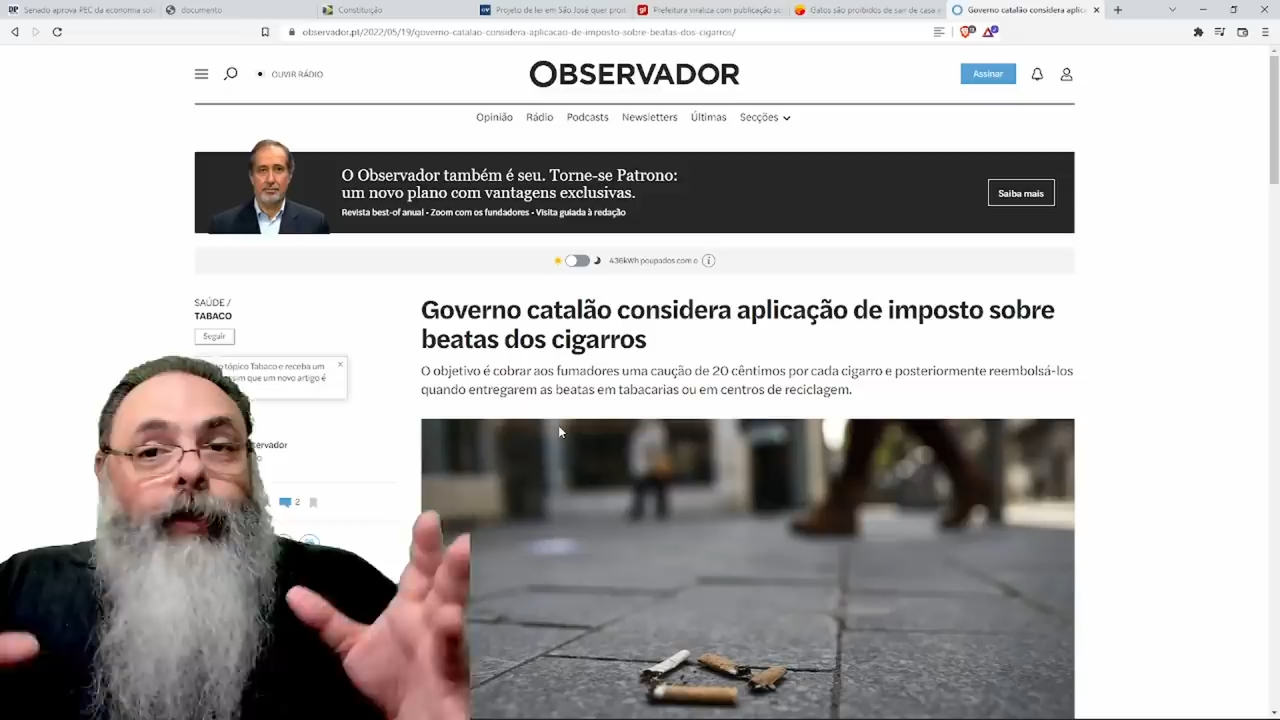 Senado aprova PEC da economia soli
documento
Constituição
Projeto de lei em São José quer proi
Prefeitura viraliza com publicação so
Gatos são proibidos de sair de casa e
Governo catalão considera aplica
observador.pt/2022/05/19/governo-catalao-considera-aplicacao-de-imposto-sobre-beatas-dos-cigarros/
OUVIR RÁDIO
OBSERVADOR
Assinar
Opinião
Rádio
Podcasts
Newsletters
Últimas
Secções
O Observador também é seu. Torne-se Patrono:
um novo plano com vantagens exclusivas.
Revista best-of anual • Zoom com os fundadores • Visita guiada à redação
Saiba mais
436kWh poupados com o
SAÚDE /
TABACO
Seguir
Governo catalão considera aplicação de imposto sobre
beatas dos cigarros
O objetivo é cobrar aos fumadores uma caução de 20 cêntimos por cada cigarro e posteriormente reembolsá-los
quando entregarem as beatas em tabacarias ou em centros de reciclagem.
tópico Tabaco e receba um
que um novo artigo é
servador
2